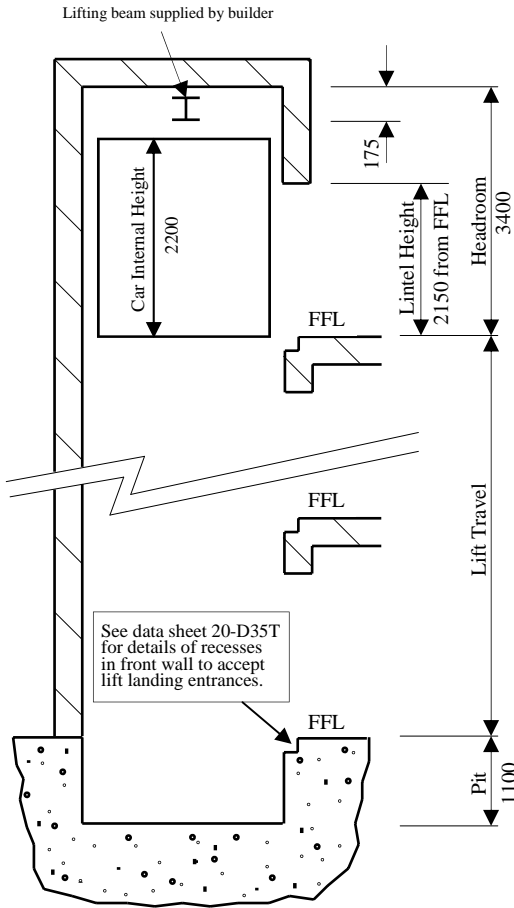 Lifting beam supplied by builder
175
Car Internal Height
2200
Lintel Height
2150 from FFL
Headroom
3400
FFL
FFL
Lift Travel
See data sheet 20-D35T
for details of recesses
in front wall to accept
lift landing entrances.
FFL
Pit
1100